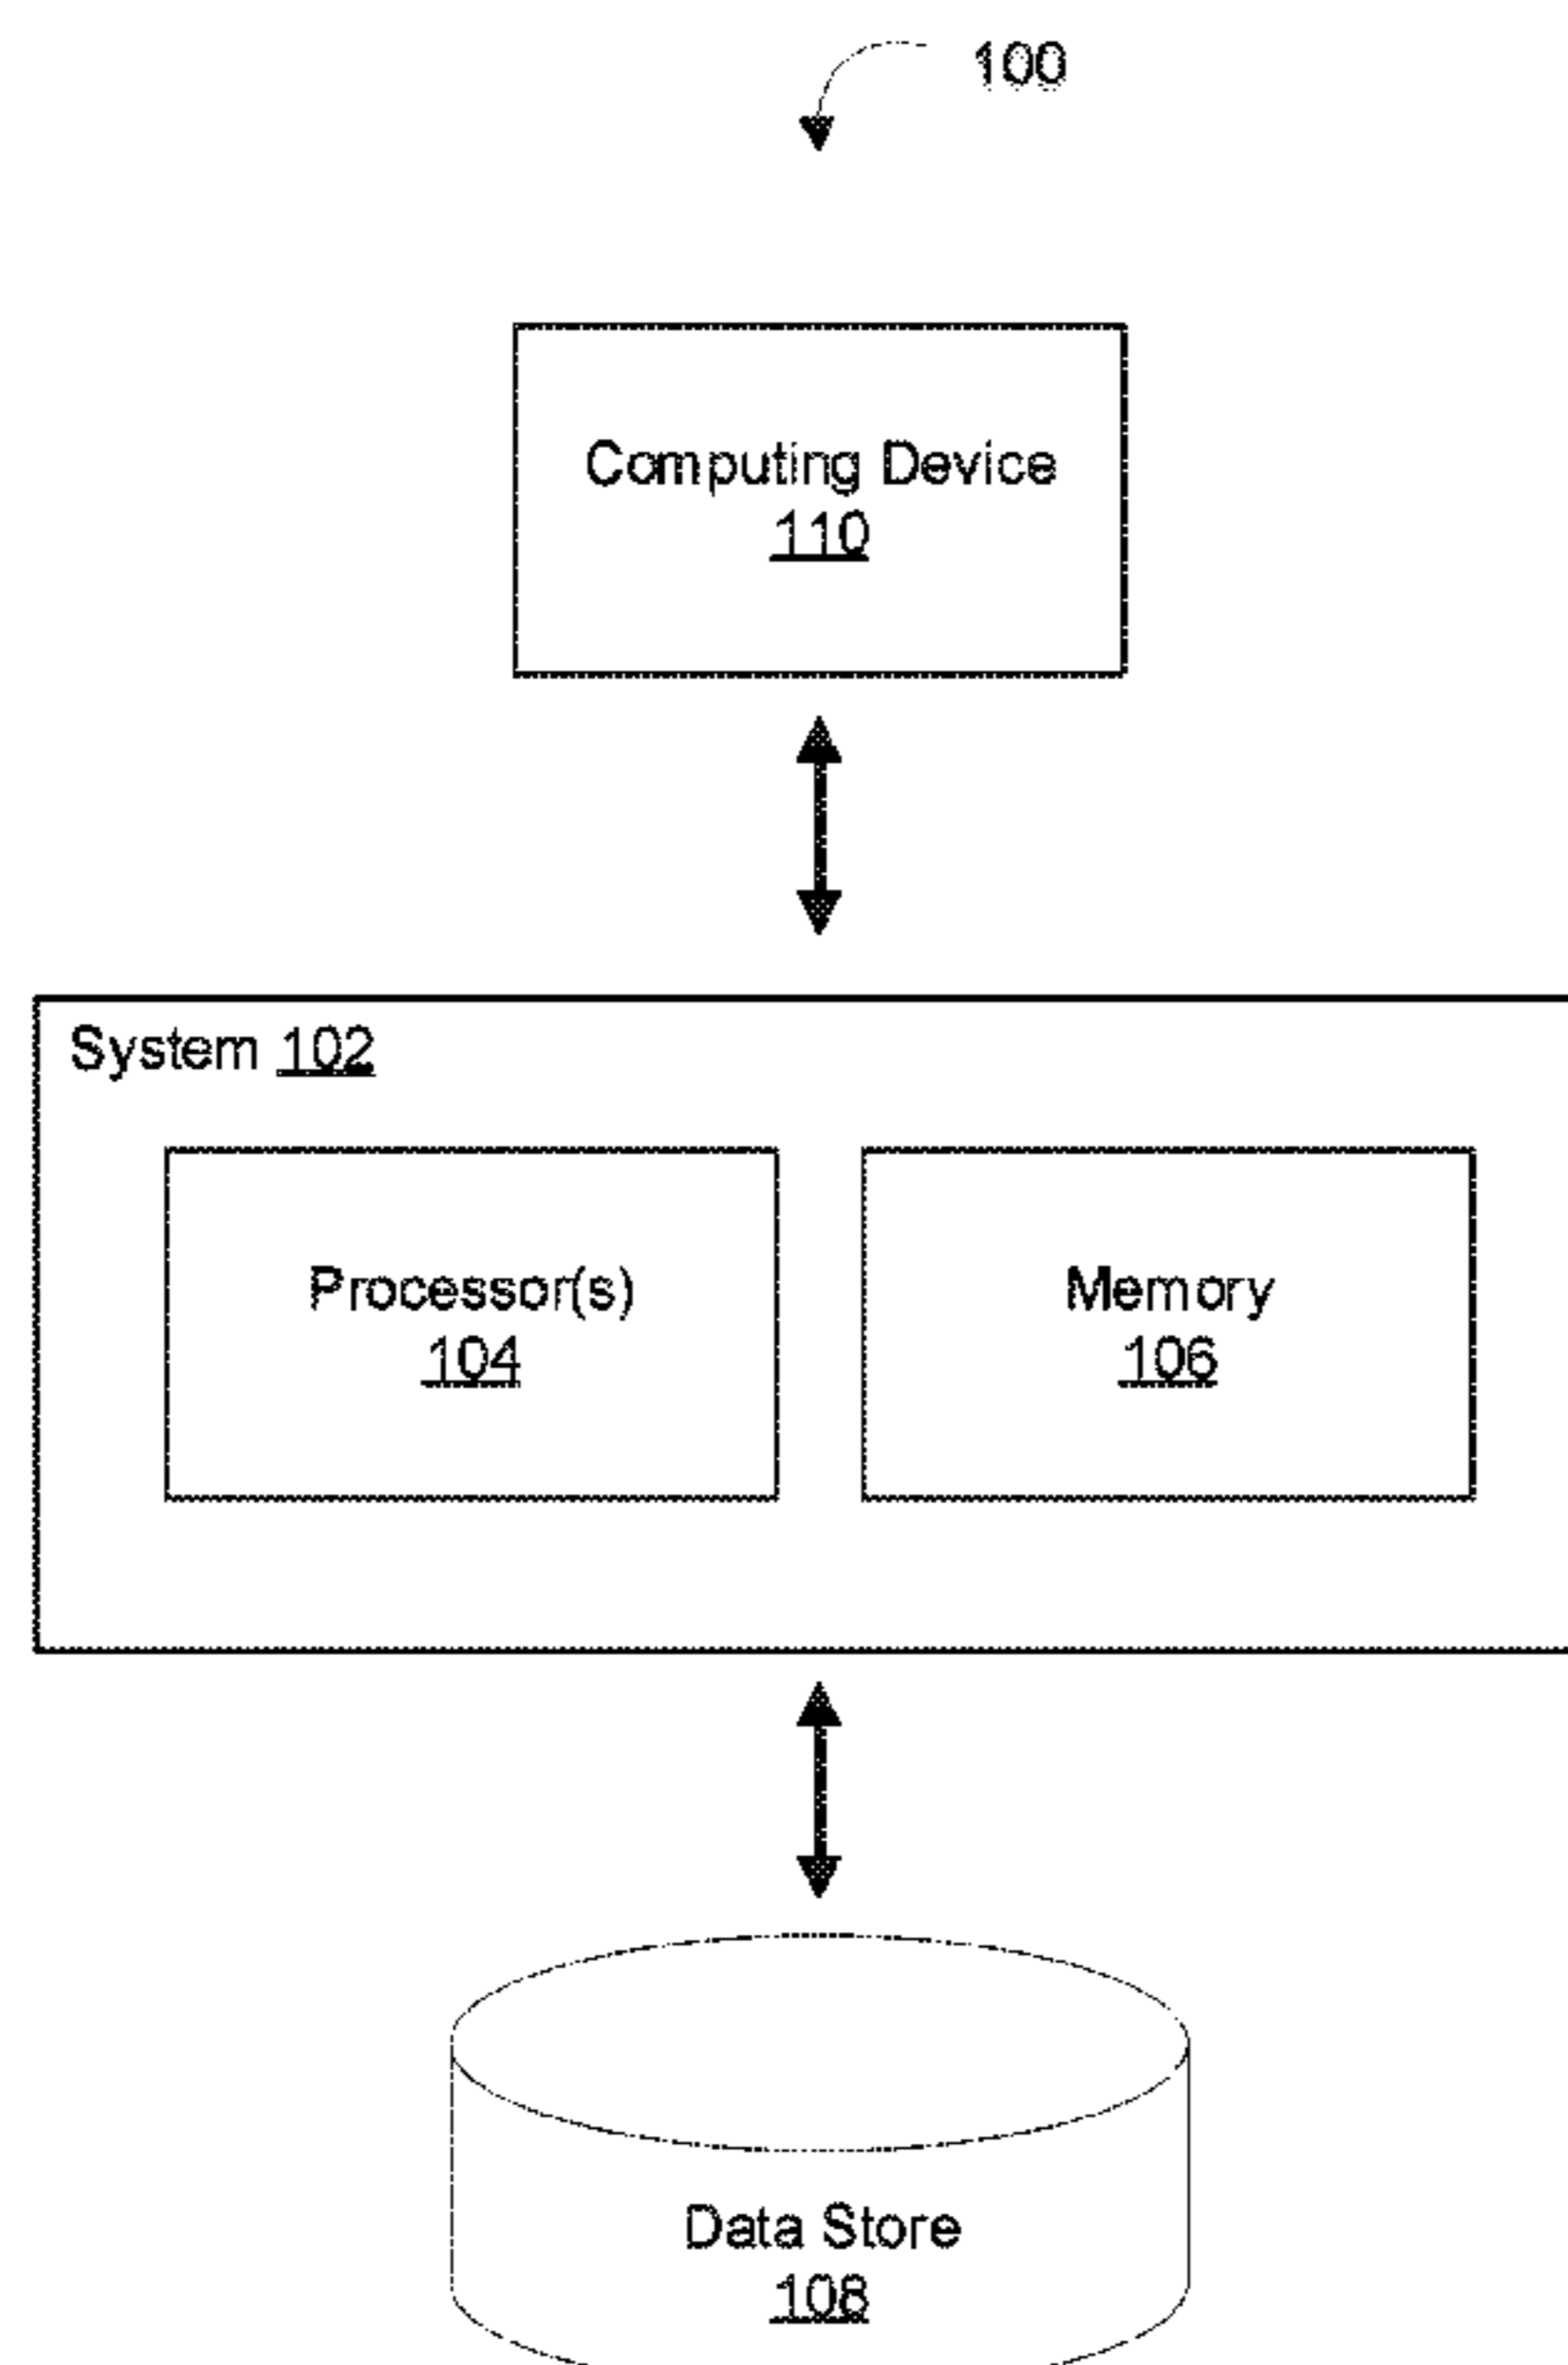 100
Computing Device
110
System 102
Processor(s)
104
Memory
106
Data Store
108